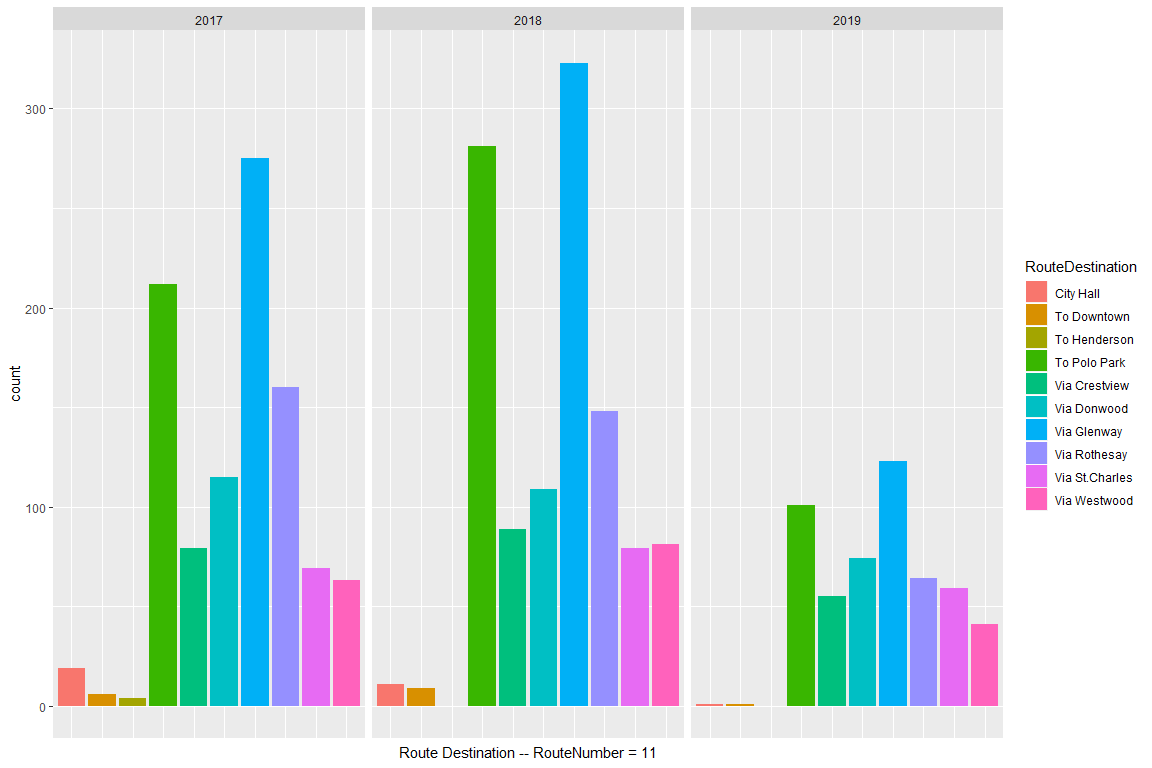 2017
2018
2019
300
200
100
0
count
Route Destination -- RouteNumber = 11
RouteDestination
City Hall
To Downtown
To Henderson
To Polo Park
Via Crestview
Via Donwood
Via Glenway
Via Rothesay
Via St.Charles
Via Westwood